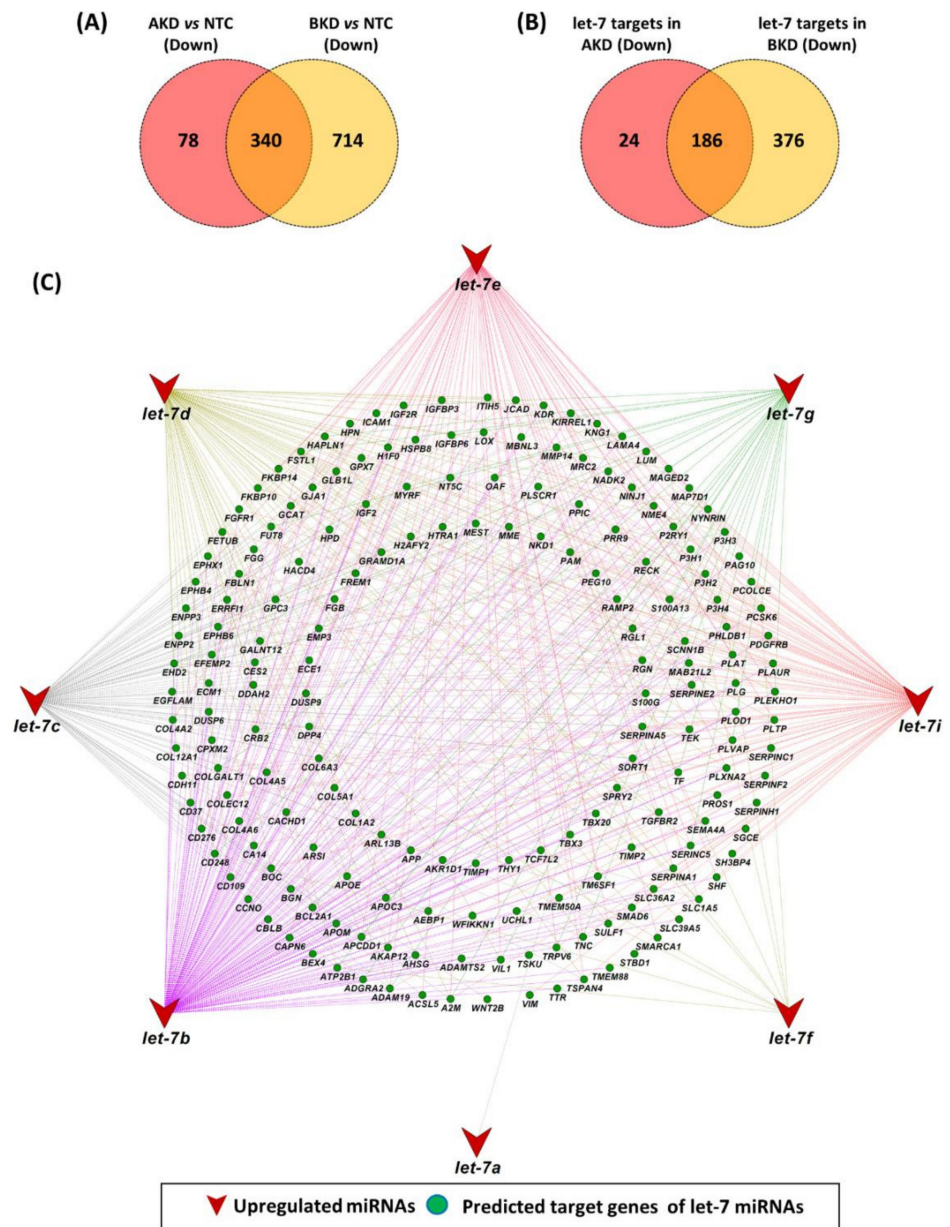 (A)
AKD vs NTC
(Down)
BKD vs NTC
(Down)
78
340
714
(B)
let-7 targets in
AKD (Down)
let-7 targets in
BKD (Down)
24
186
376
(C)
let-7e
let-7d
let-7g
let-7c
let-7i
let-7b
let-7f
let-7a
ITIH5
JCAD
KDR
KIRREL1
KNG1
LAMA4
LUM
MAGED2
MAP7D1
NYNRIN
P3H3
PAG10
PCOLCE
PCSK6
PDGFRB
PLAUR
PLEKHO1
PLTP
SERPINC1
SERPINF2
SERPINH1
SGCE
SH3BP4
SHF
SLC1A5
SLC39A5
SMARCA1
STBD1
TMEM88
TSPAN4
TTR
VIM
WNT2B
A2M
ACSL5
ADAM19
ADGRA2
ATP2B1
BEX4
CAPN6
CBLB
CCNO
CD109
CD248
CD276
CD37
CDH11
COL12A1
COL4A2
EGFLAM
EHD2
ENPP2
ENPP3
EPHB4
EPHX1
FETUB
FGFR1
FKBP10
FKBP14
FSTL1
HAPLN1
HPN
ICAM1
IGF2R
IGFBP3
LOX
MBNL3
MMP14
MRC2
NADK2
NINJ1
NME4
P2RY1
P3H1
P3H2
P3H4
PHLDB1
PLAT
PLG
PLOD1
PLVAP
PLXNA2
PROS1
SEMA4A
SERINC5
SERPINA1
SLC36A2
SMAD6
SULF1
TNC
TRPV6
TSKU
VIL1
ADAMTS2
AHSG
AKAP12
APCDD1
APOM
BCL2A1
BGN
BOC
CA14
COL4A6
COLEC12
COLGALT1
CPXM2
DUSP6
ECM1
EFEMP2
EPHB6
ERRFI1
FBLN1
FGG
FUT8
GCAT
GJA1
GLB1L
GPX7
H1F0
HSPB8
IGFBP6
OAF
PLSCR1
PPIC
PRR9
RECK
S100A13
SCNN1B
MAB21L2
SERPINE2
TEK
TF
TGFBR2
TIMP2
TM6SF1
TMEM50A
UCHL1
WFIKKN1
AEBP1
APOC3
APOE
ARSI
CACHD1
COL4A5
CRB2
DDAH2
CES2
GALNT12
GPC3
HACD4
HPD
IGF2
MYRF
NT5C
MEST
MME
NKD1
PAM
PEG10
RAMP2
RGL1
RGN
S100G
SERPINA5
SORT1
SPRY2
TBX20
TBX3
TCF7L2
THY1
TIMP1
AKR1D1
APP
ARL13B
COL1A2
COL5A1
COL6A3
DPP4
DUSP9
ECE1
EMP3
FGB
FREM1
GRAMD1A
H2AFY2
HTRA1
Upregulated miRNAs
Predicted target genes of let-7 miRNAs